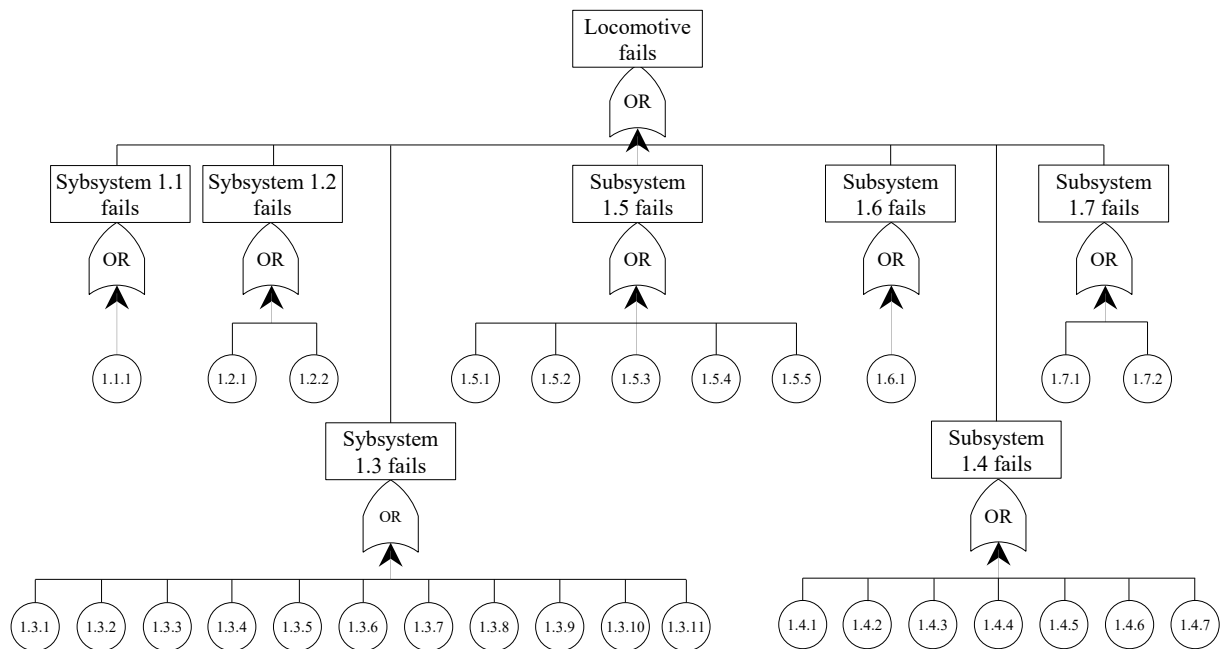 Locomotive
fails
OR
Sybsystem 1.1
fails
OR
1.1.1
Sybsystem 1.2
fails
OR
1.2.1
1.2.2
Subsystem
1.5 fails
OR
1.5.1
1.5.2
1.5.3
1.5.4
1.5.5
Subsystem
1.6 fails
OR
1.6.1
Subsystem
1.7 fails
OR
1.7.1
1.7.2
Sybsystem
1.3 fails
OR
1.3.1
1.3.2
1.3.3
1.3.4
1.3.5
1.3.6
1.3.7
1.3.8
1.3.9
1.3.10
1.3.11
Subsystem
1.4 fails
OR
1.4.1
1.4.2
1.4.3
1.4.4
1.4.5
1.4.6
1.4.7